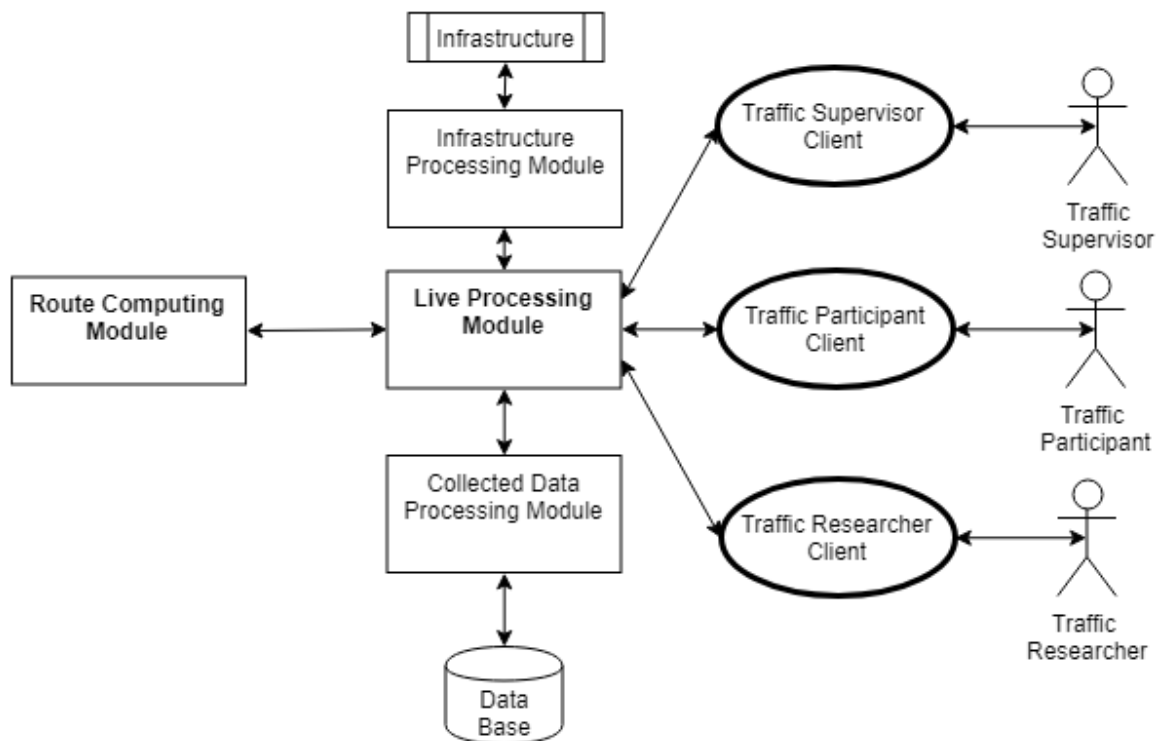 Infrastructure
Infrastructure
Processing Module
Traffic Supervisor
Client
Traffic
Supervisor
Route Computing
Module
Live Processing
Module
Traffic Participant
Client
Traffic
Participant
Collected Data
Processing Module
Traffic Researcher
Client
Traffic
Researcher
Data
Base